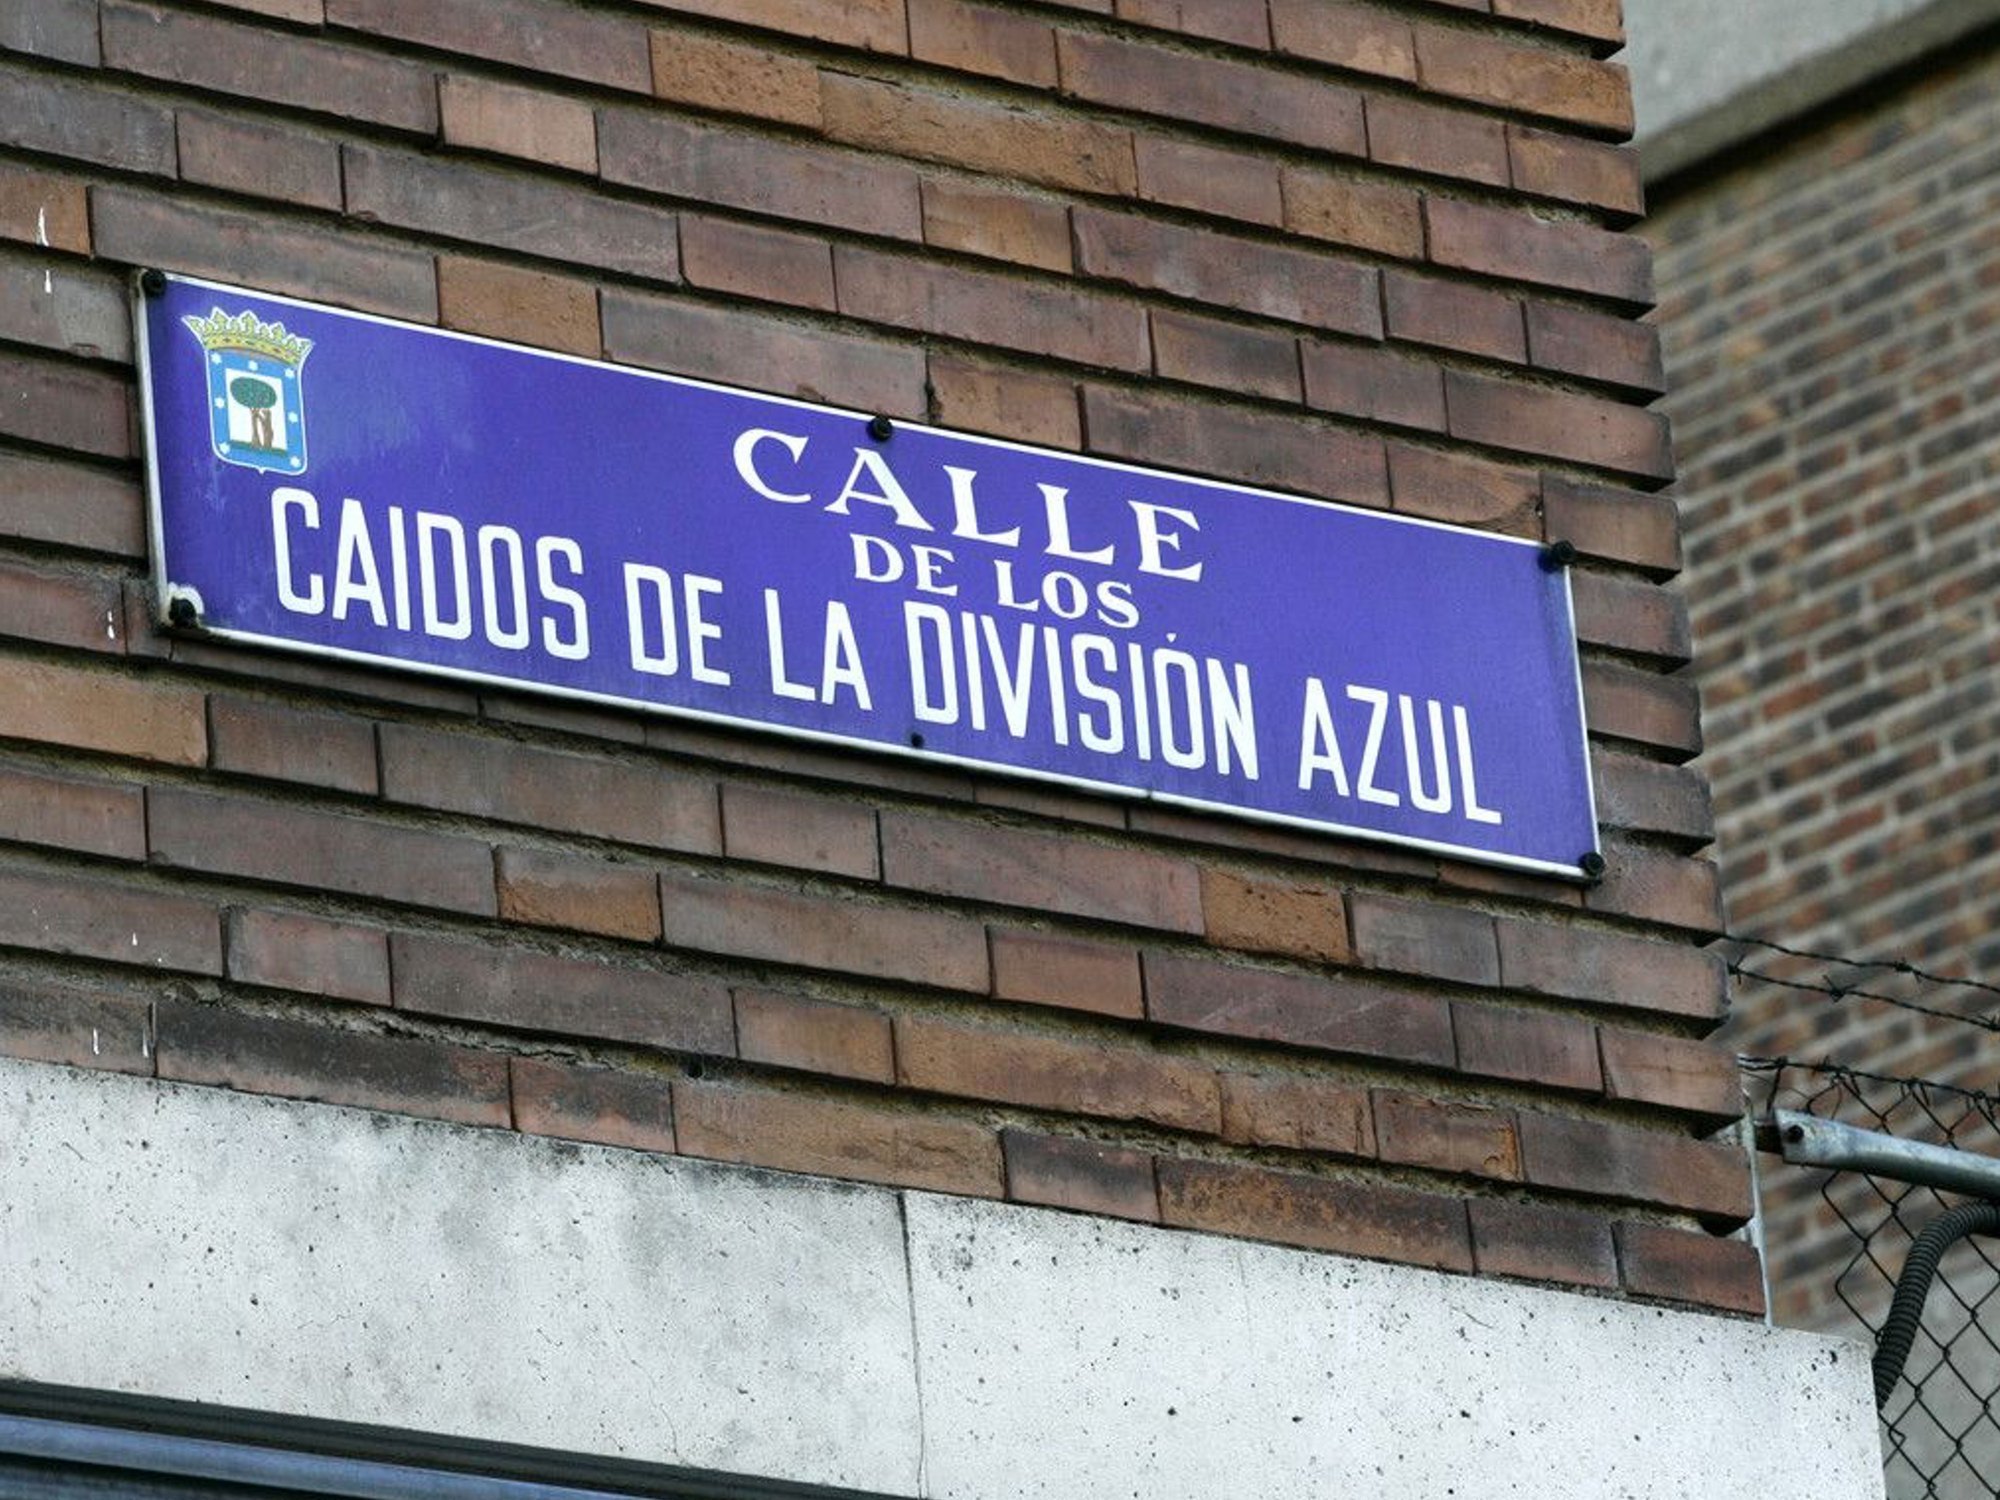 CALLE
DE LOS
CAIDOS DE LA DIVISIÓN AZUL